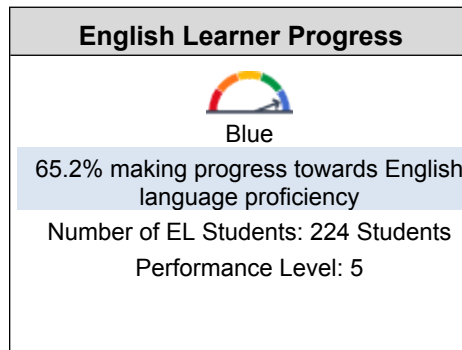 English Learner Progress
Blue
65.2% making progress towards English
language proficiency
Number of EL Students: 224 Students
Performance Level: 5